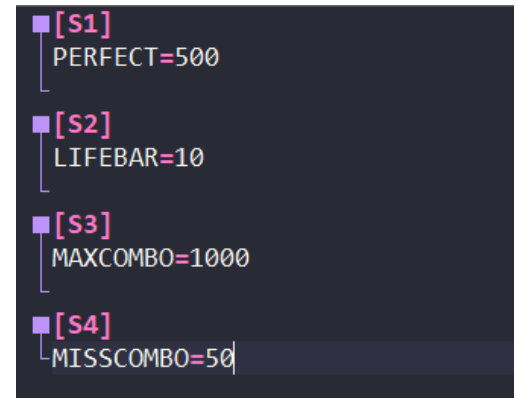 [S1]
PERFECT=500
[S2]
LIFEBAR=10
[S3]
MAXCOMBO=1000
[S4]
MISSCOMBO=50